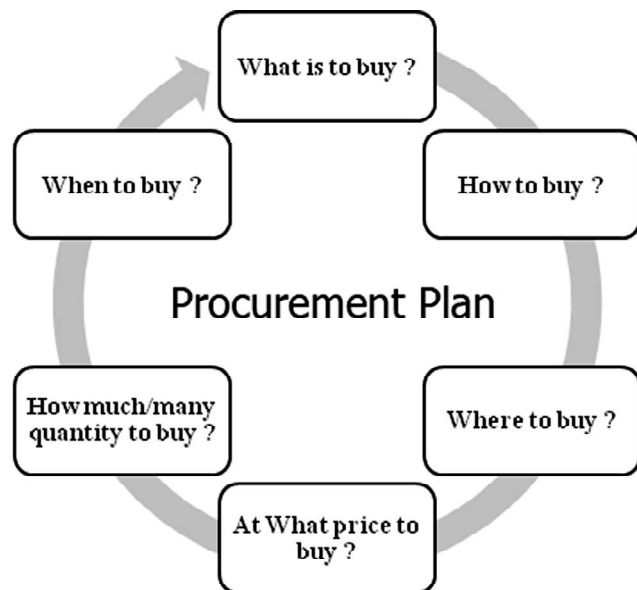 What is to buy ?
When to buy ?
How to buy ?
Procurement Plan
How much/many
quantity to buy ?
Where to buy ?
At What price to
buy ?